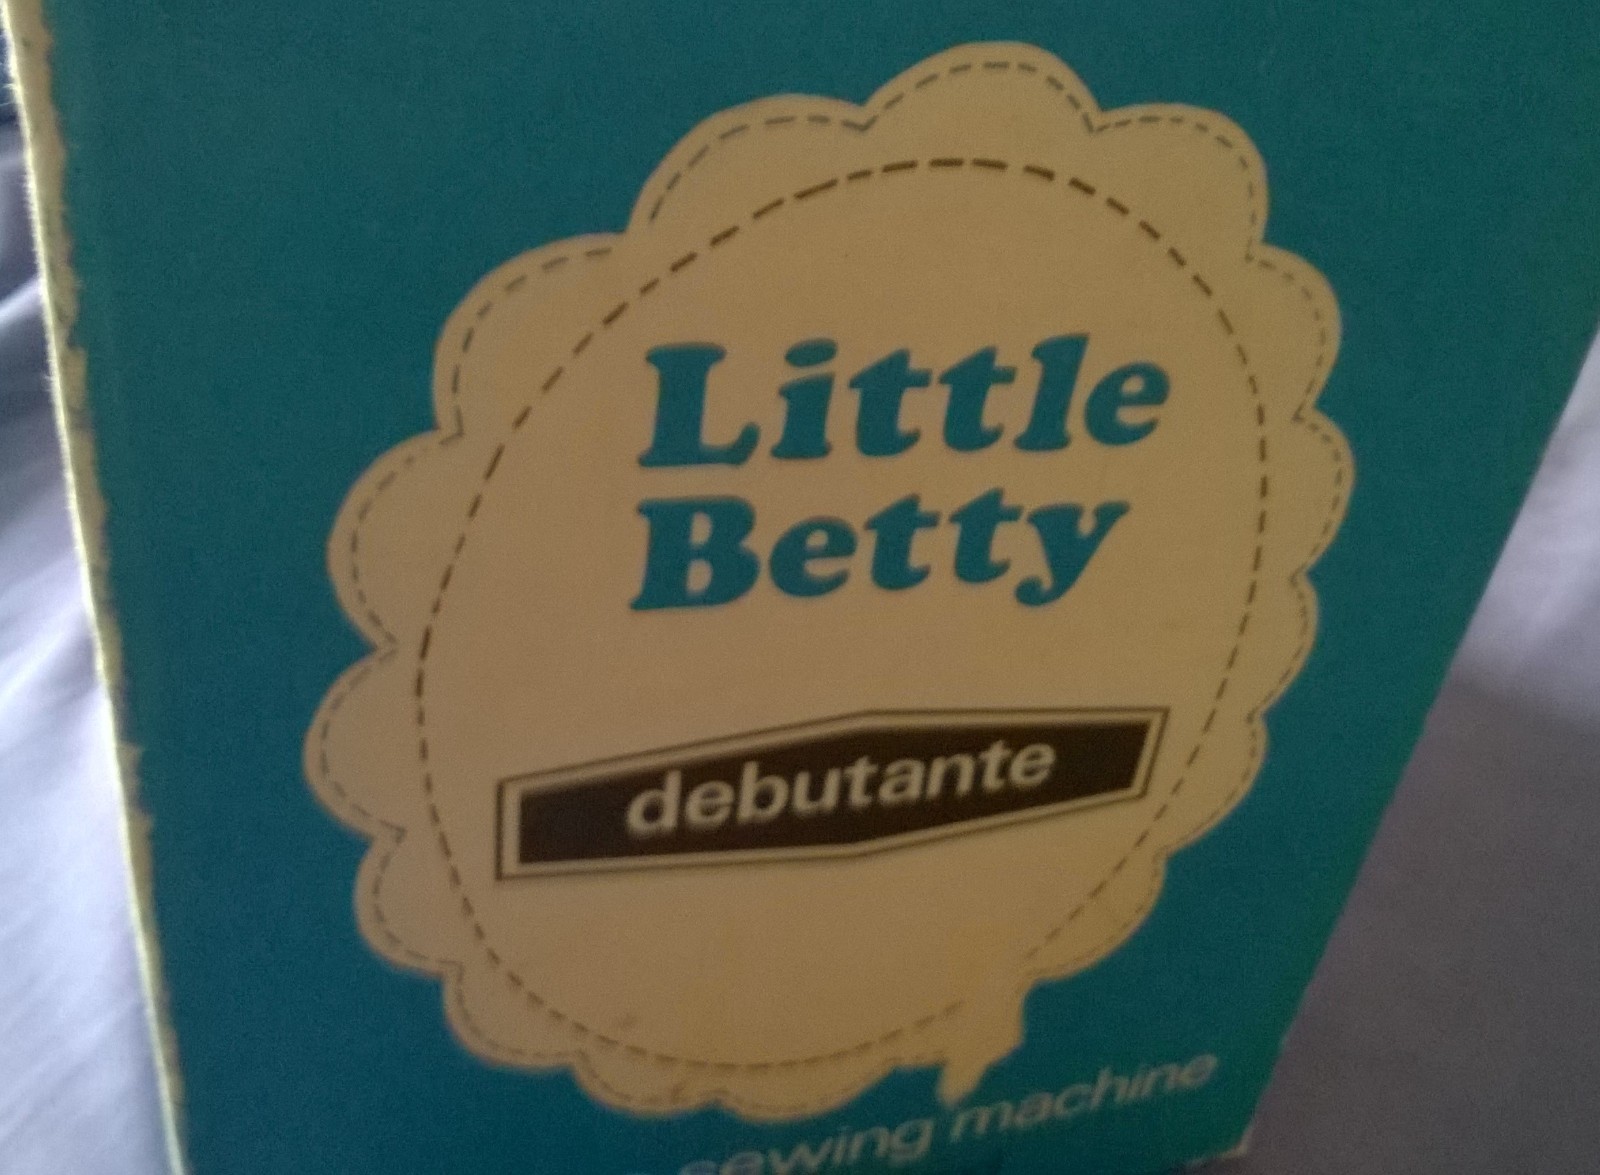 Little
Betty
debutante
sewing machine